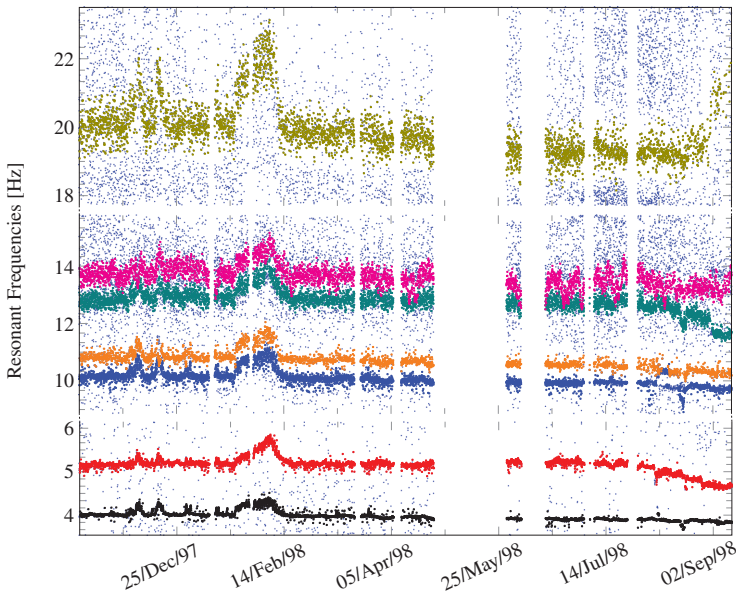 Resonant Frequencies [Hz]
22
20
18
14
12
10
6
5
4
25/Dec/97
14/Feb/98
05/Apr/98
25/May/98
14/Jul/98
02/Sep/98